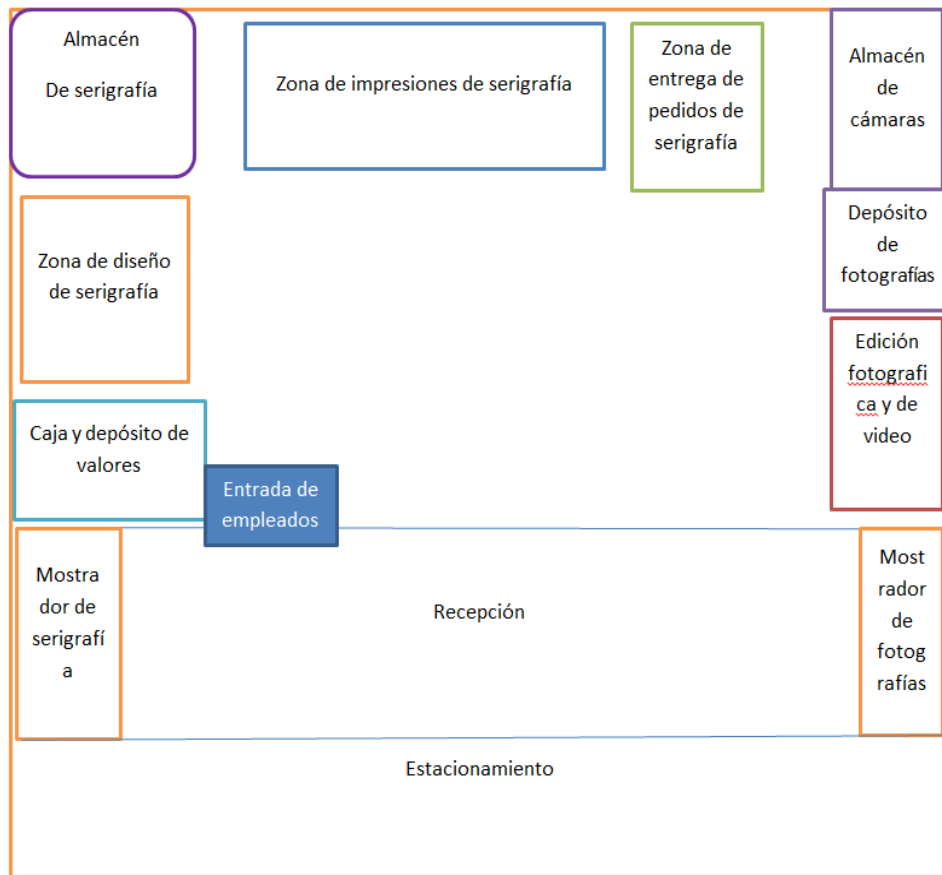 Almacén
De serigrafía
Zona de impresiones de serigrafía
Zona de
entrega de
pedidos de
serigrafía
Almacén
de
cámaras
Zona de diseño
de serigrafía
Depósito
de
fotografías
Edición
fotografi
ca y de
video
Caja y depósito de
valores
Entrada de
empleados
Mostra
dor de
serigrafí
a
Recepción
Most
rador
de
fotog
rafías
Estacionamiento